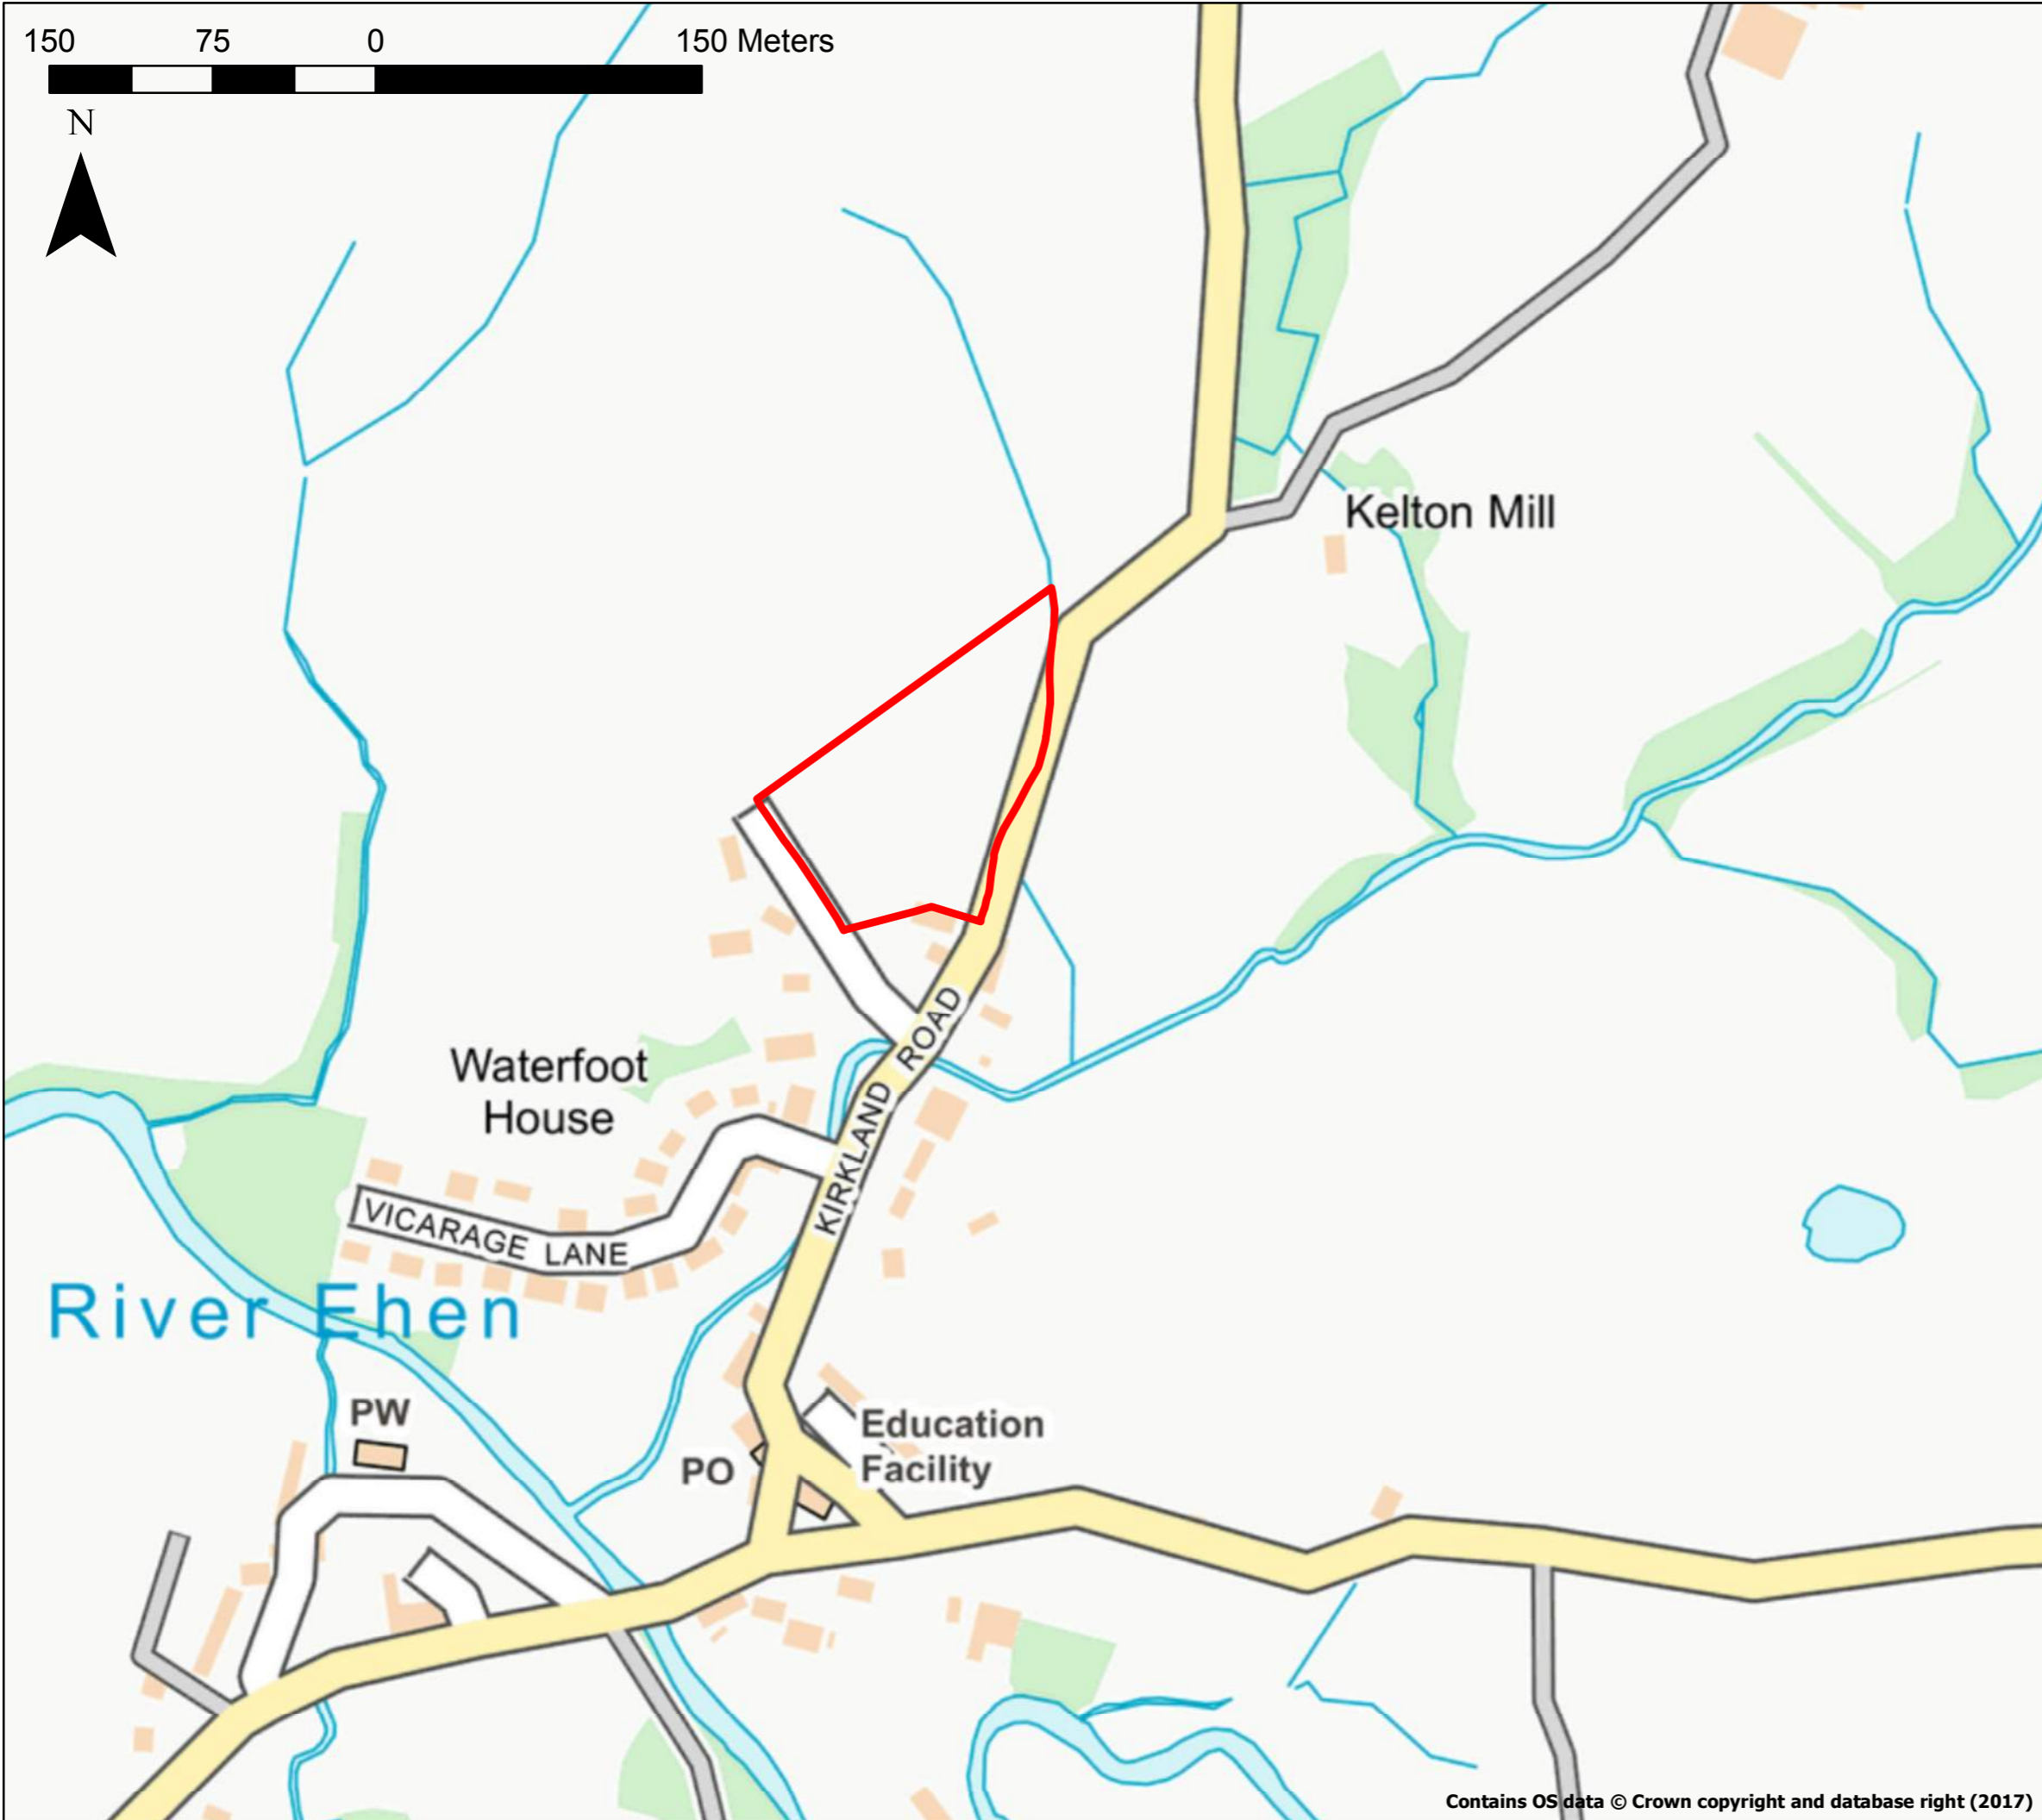 150 75 0 150 Meters
N
Kelton Mill
KIRKLAND ROAD
Waterfoot
House
VICARAGE LANE
River Ehen
PW
Education
Facility
PO
Contains OS data © Crown copyright and database right (2017)